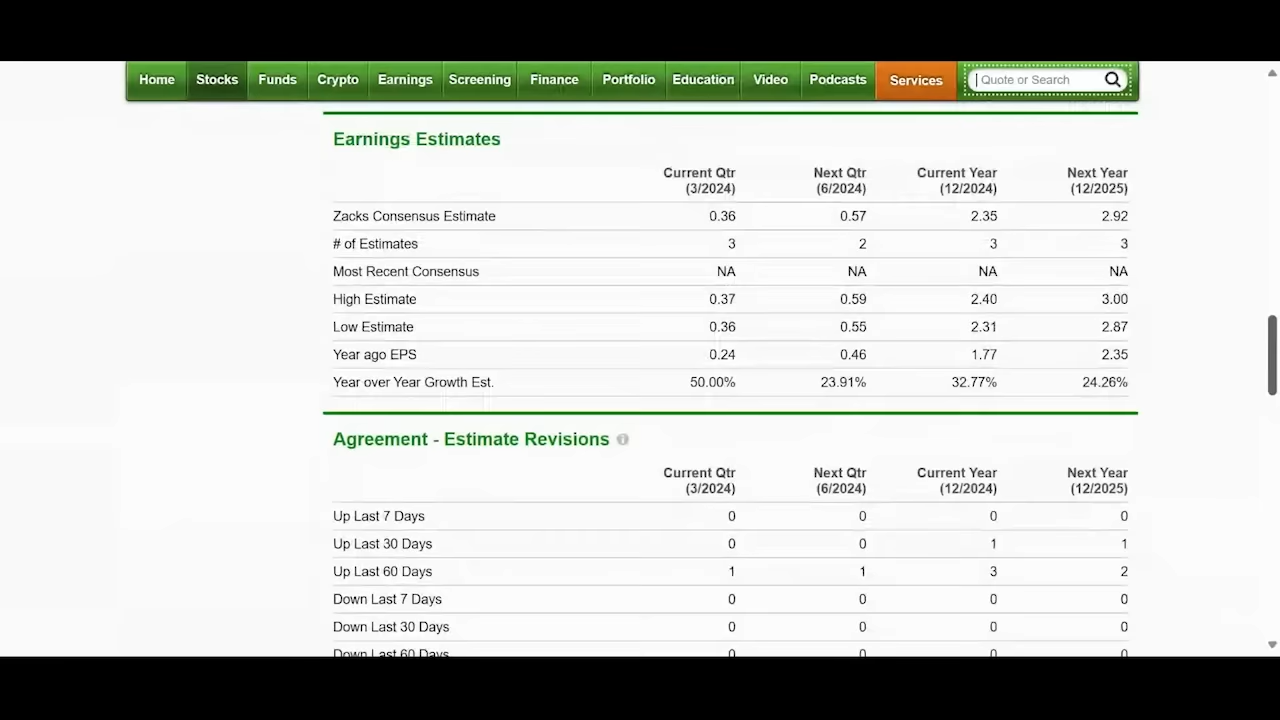 Home Stocks Funds Crypto Earnings Screening Finance Portfolio Education Video Podcasts Services Quote or Search
Earnings Estimates
Current Qtr Next Qtr Current Year Next Year
(3/2024) (6/2024) (12/2024) (12/2025)
Zacks Consensus Estimate 0.36 0.57 2.35 2.92
# of Estimates 3 2 3 3
Most Recent Consensus NA NA NA NA
High Estimate 0.37 0.59 2.40 3.00
Low Estimate 0.36 0.55 2.31 2.87
Year ago EPS 0.24 0.46 1.77 2.35
Year over Year Growth Est. 50.00% 23.91% 32.77% 24.26%
Agreement - Estimate Revisions
Current Qtr Next Qtr Current Year Next Year
(3/2024) (6/2024) (12/2024) (12/2025)
Up Last 7 Days 0 0 0 0
Up Last 30 Days 0 0 1 1
Up Last 60 Days 1 1 3 2
Down Last 7 Days 0 0 0 0
Down Last 30 Days 0 0 0 0
Down Last 60 Days 0 0 0 0